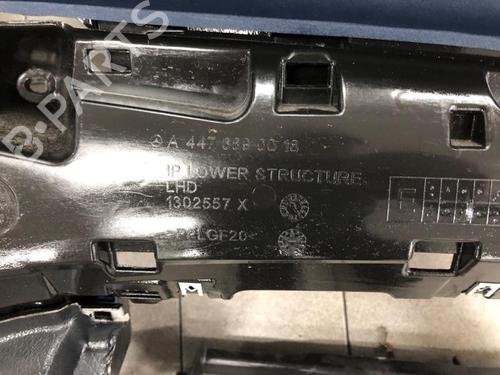 B-PARTS
A 447 689 00 18
IP LOWER STRUCTURE
LHD
1302557 X